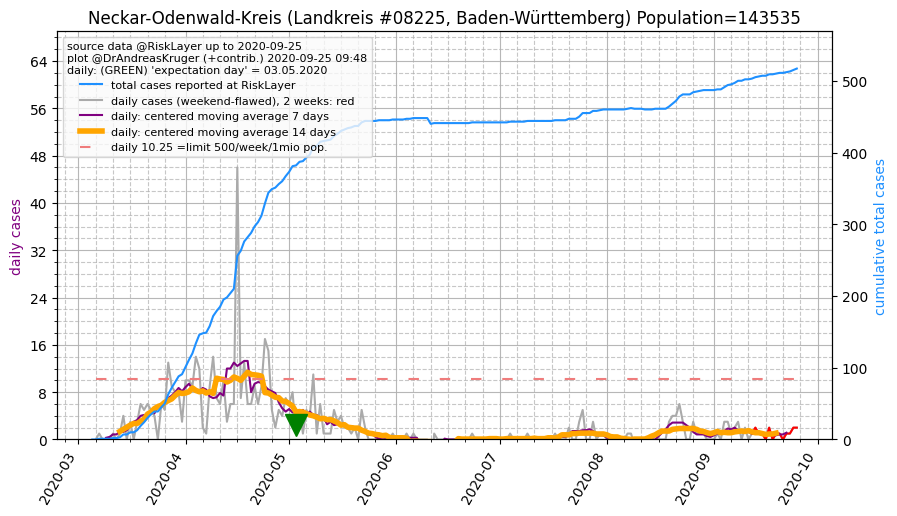 Neckar-Odenwald-Kreis (Landkreis #08225, Baden-Württemberg) Population=143535
source data @RiskLayer up to 2020-09-25
plot @DrAndreasKruger (+contrib.) 2020-09-25 09:48
daily: (GREEN) 'expectation day' = 03.05.2020
total cases reported at RiskLayer
daily cases (weekend-flawed), 2 weeks: red
daily: centered moving average 7 days
daily: centered moving average 14 days
daily 10.25 =limit 500/week/1mio pop.
daily cases
64
56
48
40
32
24
16
8
0
cumulative total cases
500
400
300
200
100
0
2020-03
2020-04
2020-05
2020-06
2020-07
2020-08
2020-09
2020-10